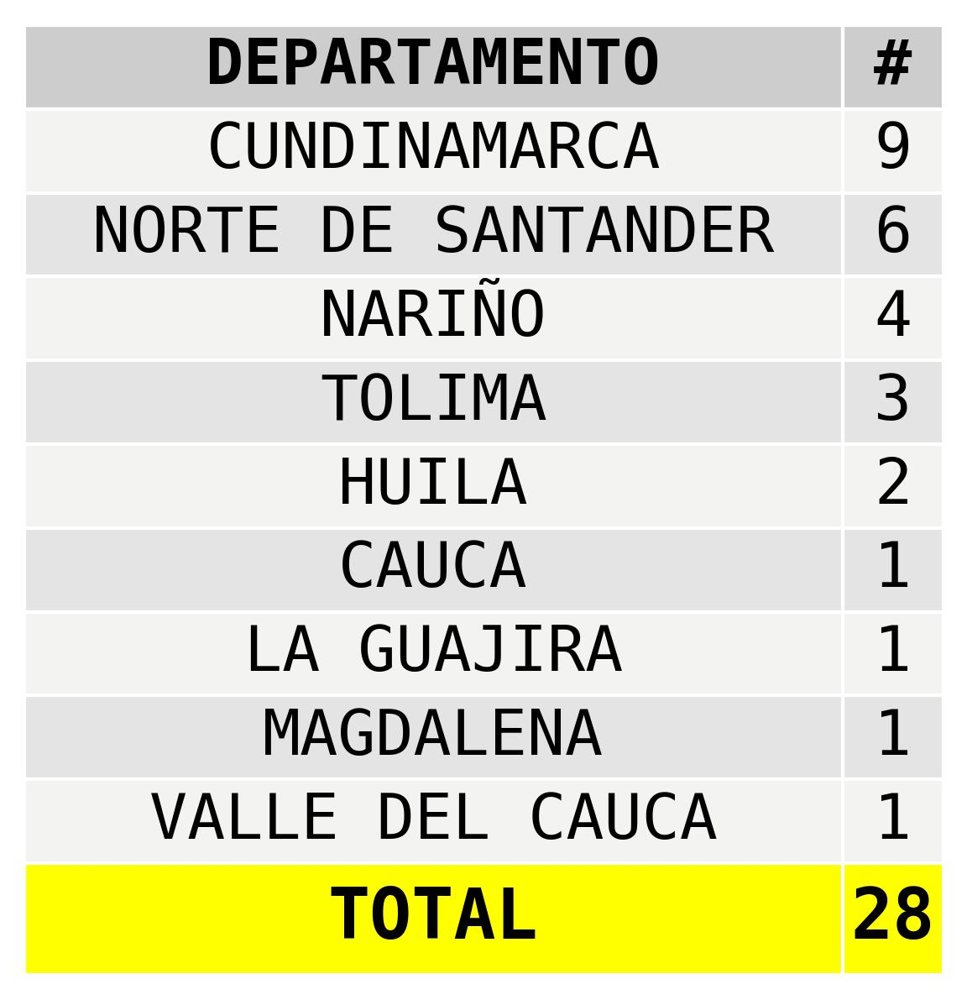 DEPARTAMENTO #
CUNDINAMARCA 9
NORTE DE SANTANDER 6
NARIÑO 4
TOLIMA 3
HUILA 2
CAUCA 1
LA GUAJIRA 1
MAGDALENA 1
VALLE DEL CAUCA 1
TOTAL 28